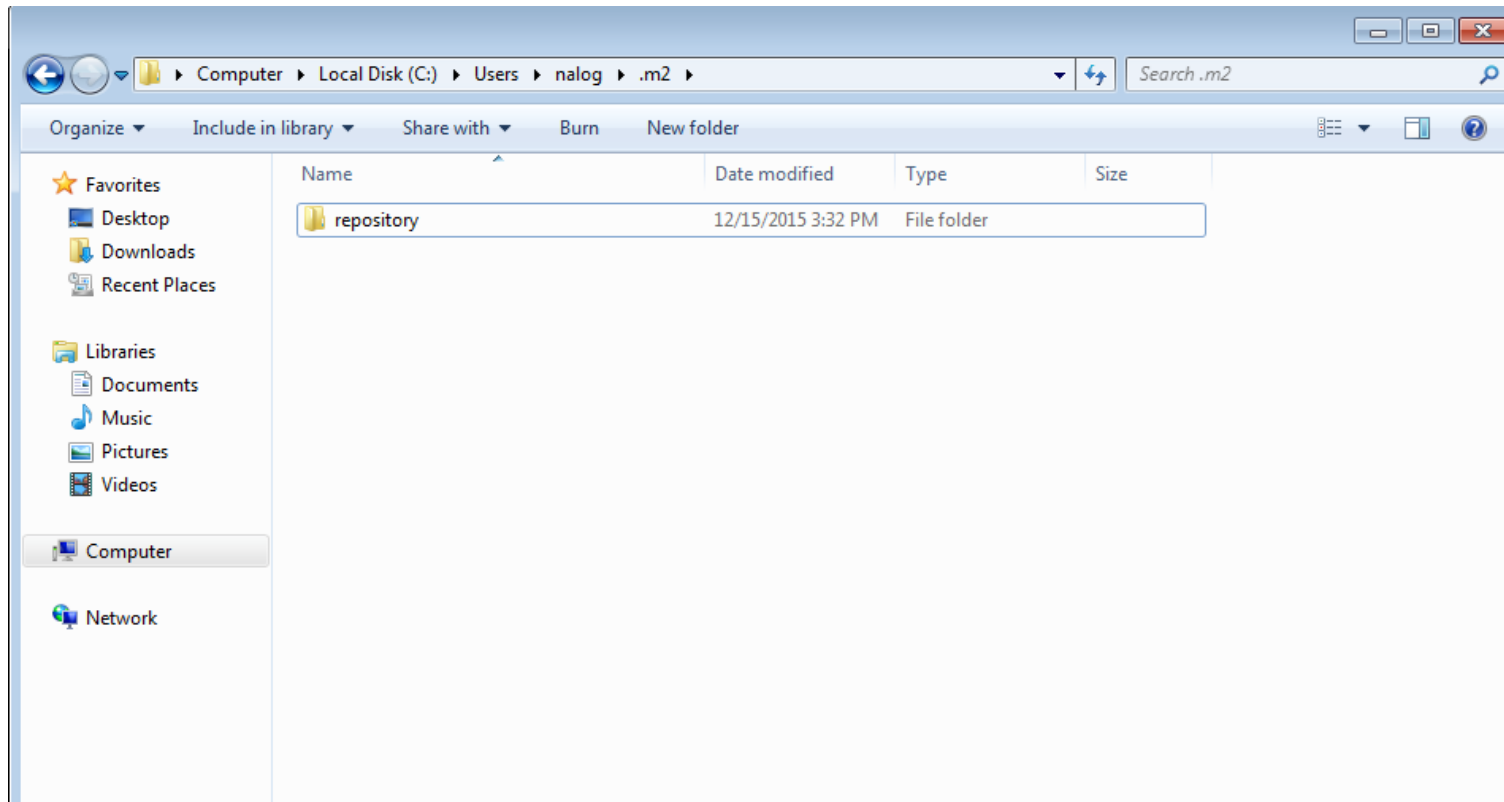 Computer Local Disk (C:) Users nalog .m2 Search .m2
Organize Include in library Share with Burn New folder
Favorites
Desktop
Downloads
Recent Places
Libraries
Documents
Music
Pictures
Videos
Computer
Network
Name Date modified Type Size
repository 12/15/2015 3:32 PM File folder